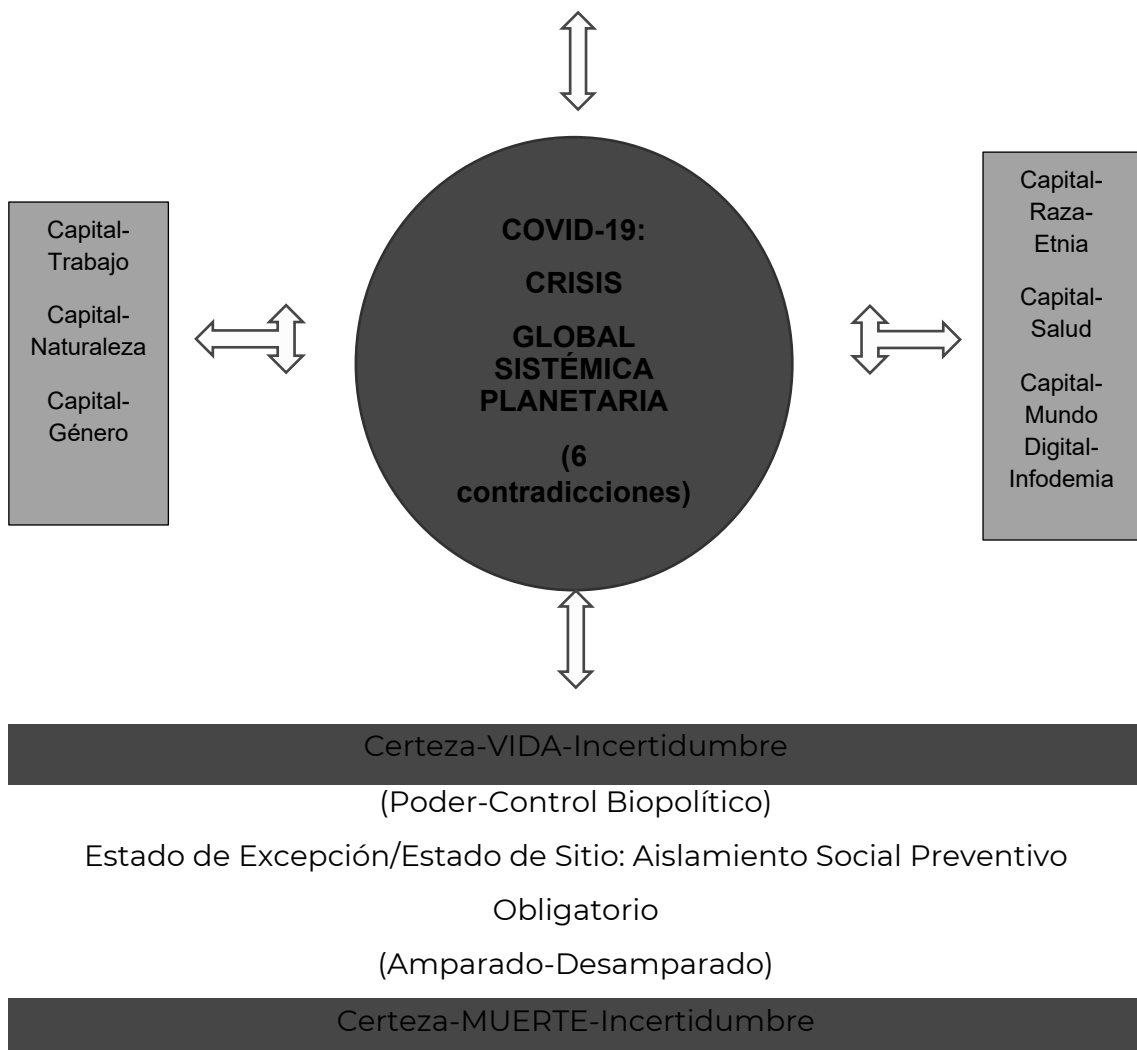 Capital-
Trabajo
Capital-
Naturaleza
Capital-
Género
COVID-19:
CRISIS
GLOBAL
SISTÉMICA
PLANETARIA
(6
contradicciones)
Capital-
Raza-
Etnia
Capital-
Salud
Capital-
Mundo
Digital-
Infodemia
Certeza-VIDA-Incertidumbre
(Poder-Control Biopolítico)
Estado de Excepción/Estado de Sitio: Aislamiento Social Preventivo
Obligatorio
(Amparado-Desamparado)
Certeza-MUERTE-Incertidumbre